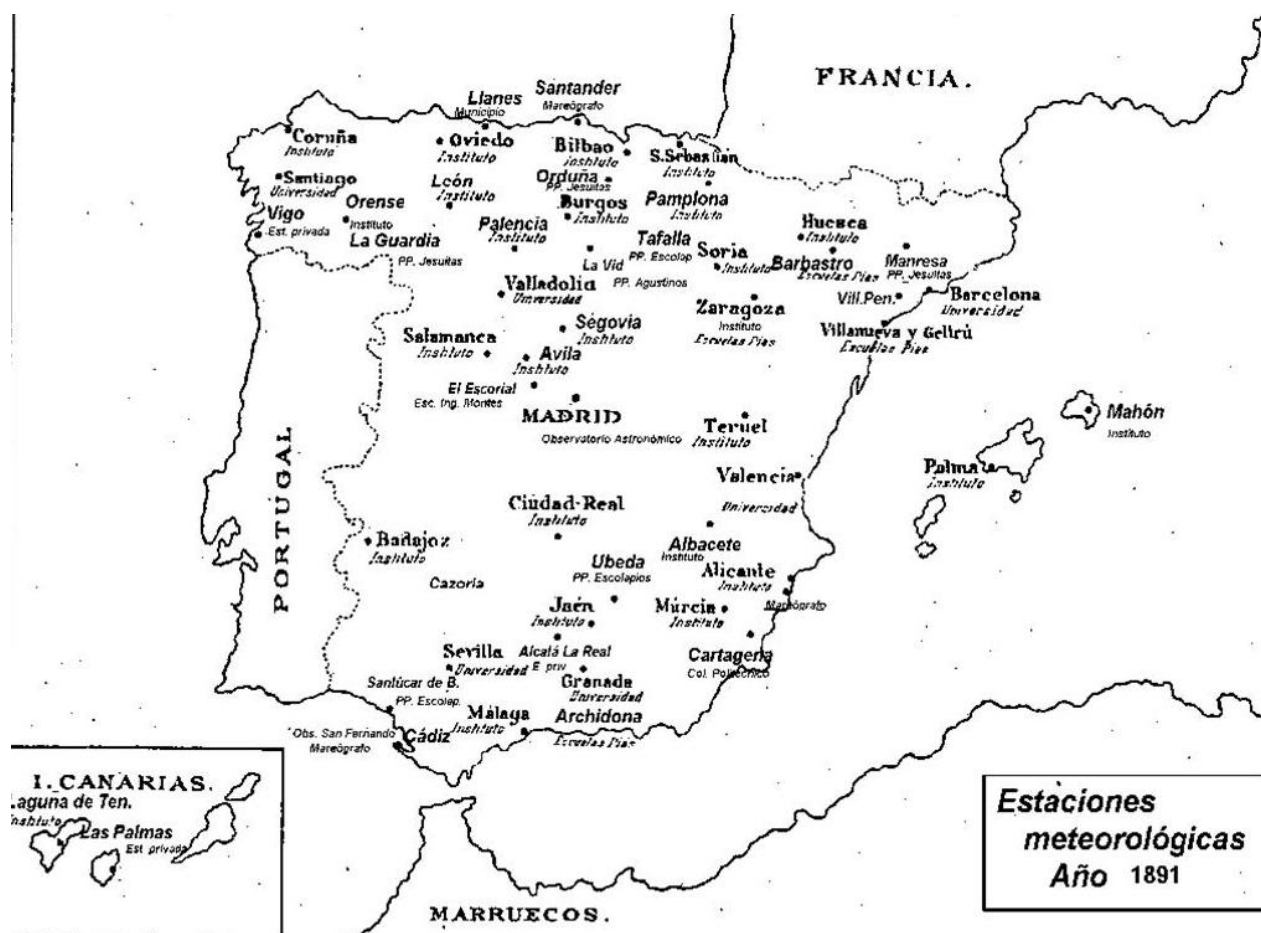 FRANCIA.
Santander
Mareógrafo
Llanes
Municipio
Coruña
Instituto
Oviedo
Instituto
Bilbao
Instituto
S. Sebastián
Instituto
Santiago
Universidad
León
Instituto
Orduña
PP. Jesuitas
Pamplona
Instituto
Orense
Instituto
Vigo
Est. privada
Burgos
Instituto
Palencia
Instituto
La Guardia
PP. Jesuitas
Tafalla
PP. Escolap
La Vid
PP. Agustinos
Soria
Instituto
Huesca
Instituto
Barbastro
Escuelas Pías
Manresa
PP. Jesuitas
Valladolid
Universidad
Zaragoza
Instituto
Escuelas Pías
Vill.Pen.
Barcelona
Universidad
Villanueva y Geltrú
Escuelas Pías
Salamanca
Instituto
Segovia
Instituto
Avila
Instituto
El Escorial
Esc. Ing. Montes
MADRID
Observatorio Astronómico
Teruel
Instituto
Mahón
Instituto
Palma
Instituto
Valencia
Universidad
PORTUGAL
Ciudad-Real
Instituto
Badajoz
Instituto
Albacete
Instituto
Ubeda
PP. Escolapios
Cazoria
Alicante
Instituto
Mareógrafo
Jaén
Instituto
Murcia
Instituto
Sevilla
Universidad
Alcalá La Real
E. priv
Cartagena
Col. Politécnico
Granada
Universidad
Sanlúcar de B.
PP. Escolap.
Málaga
Instituto
Archidona
Escuelas Pías
Obs. San Fernando
Mareógrafo
Cádiz
I. CANARIAS.
Laguna de Ten.
Instituto
Las Palmas
Est. privada
MARRUECOS.
Estaciones
meteorológicas
Año 1891